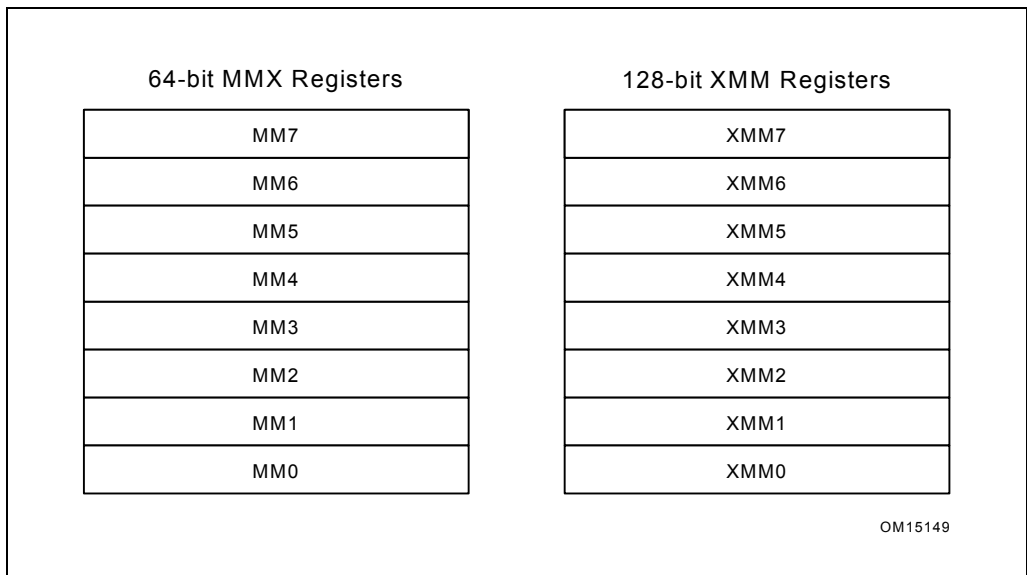 64-bit MMX Registers
MM7
MM6
MM5
MM4
MM3
MM2
MM1
MM0
128-bit XMM Registers
XMM7
XMM6
XMM5
XMM4
XMM3
XMM2
XMM1
XMM0
OM15149